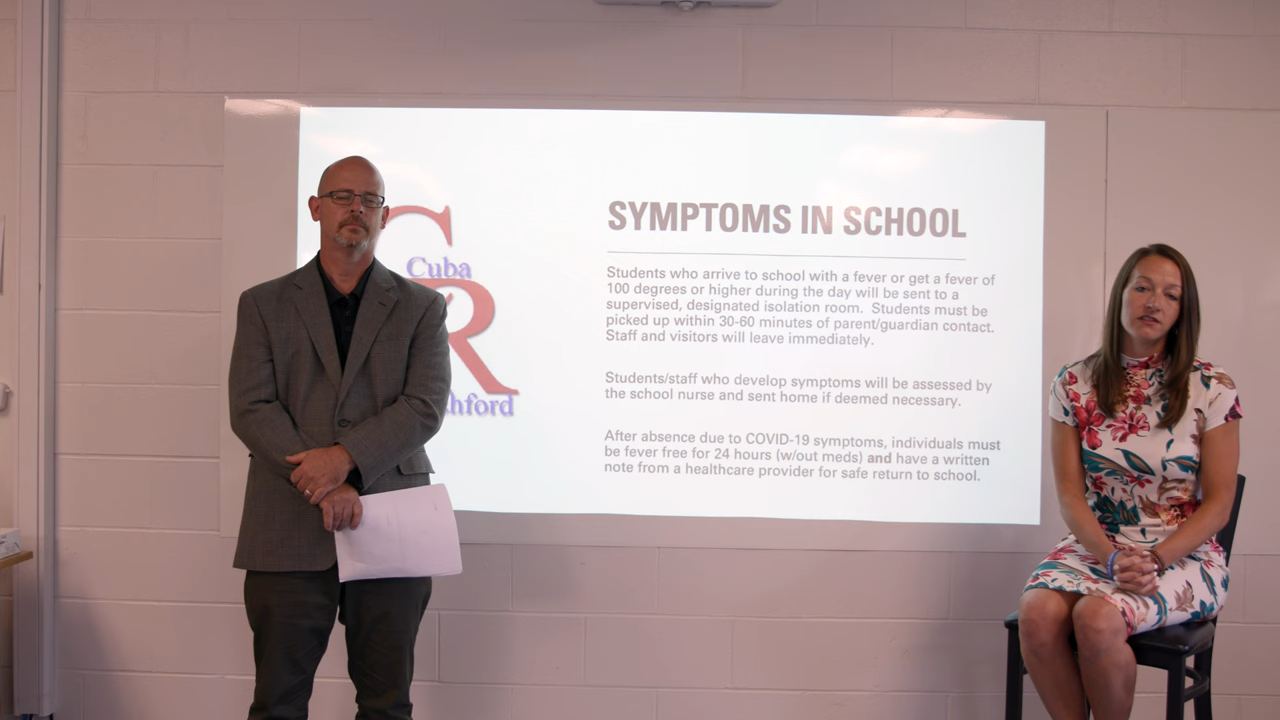 Cuba
SYMPTOMS IN SCHOOL
Students who arrive to school with a fever or get a fever of
100 degrees or higher during the day will be sent to a
supervised, designated isolation room. Students must be
picked up within 30-60 minutes of parent/guardian contact.
Staff and visitors will leave immediately.
Students/staff who develop symptoms will be assessed by
the school nurse and sent home if deemed necessary.
After absence due to COVID-19 symptoms, individuals must
be fever free for 24 hours (w/out meds) and have a written
note from a healthcare provider for safe return to school.